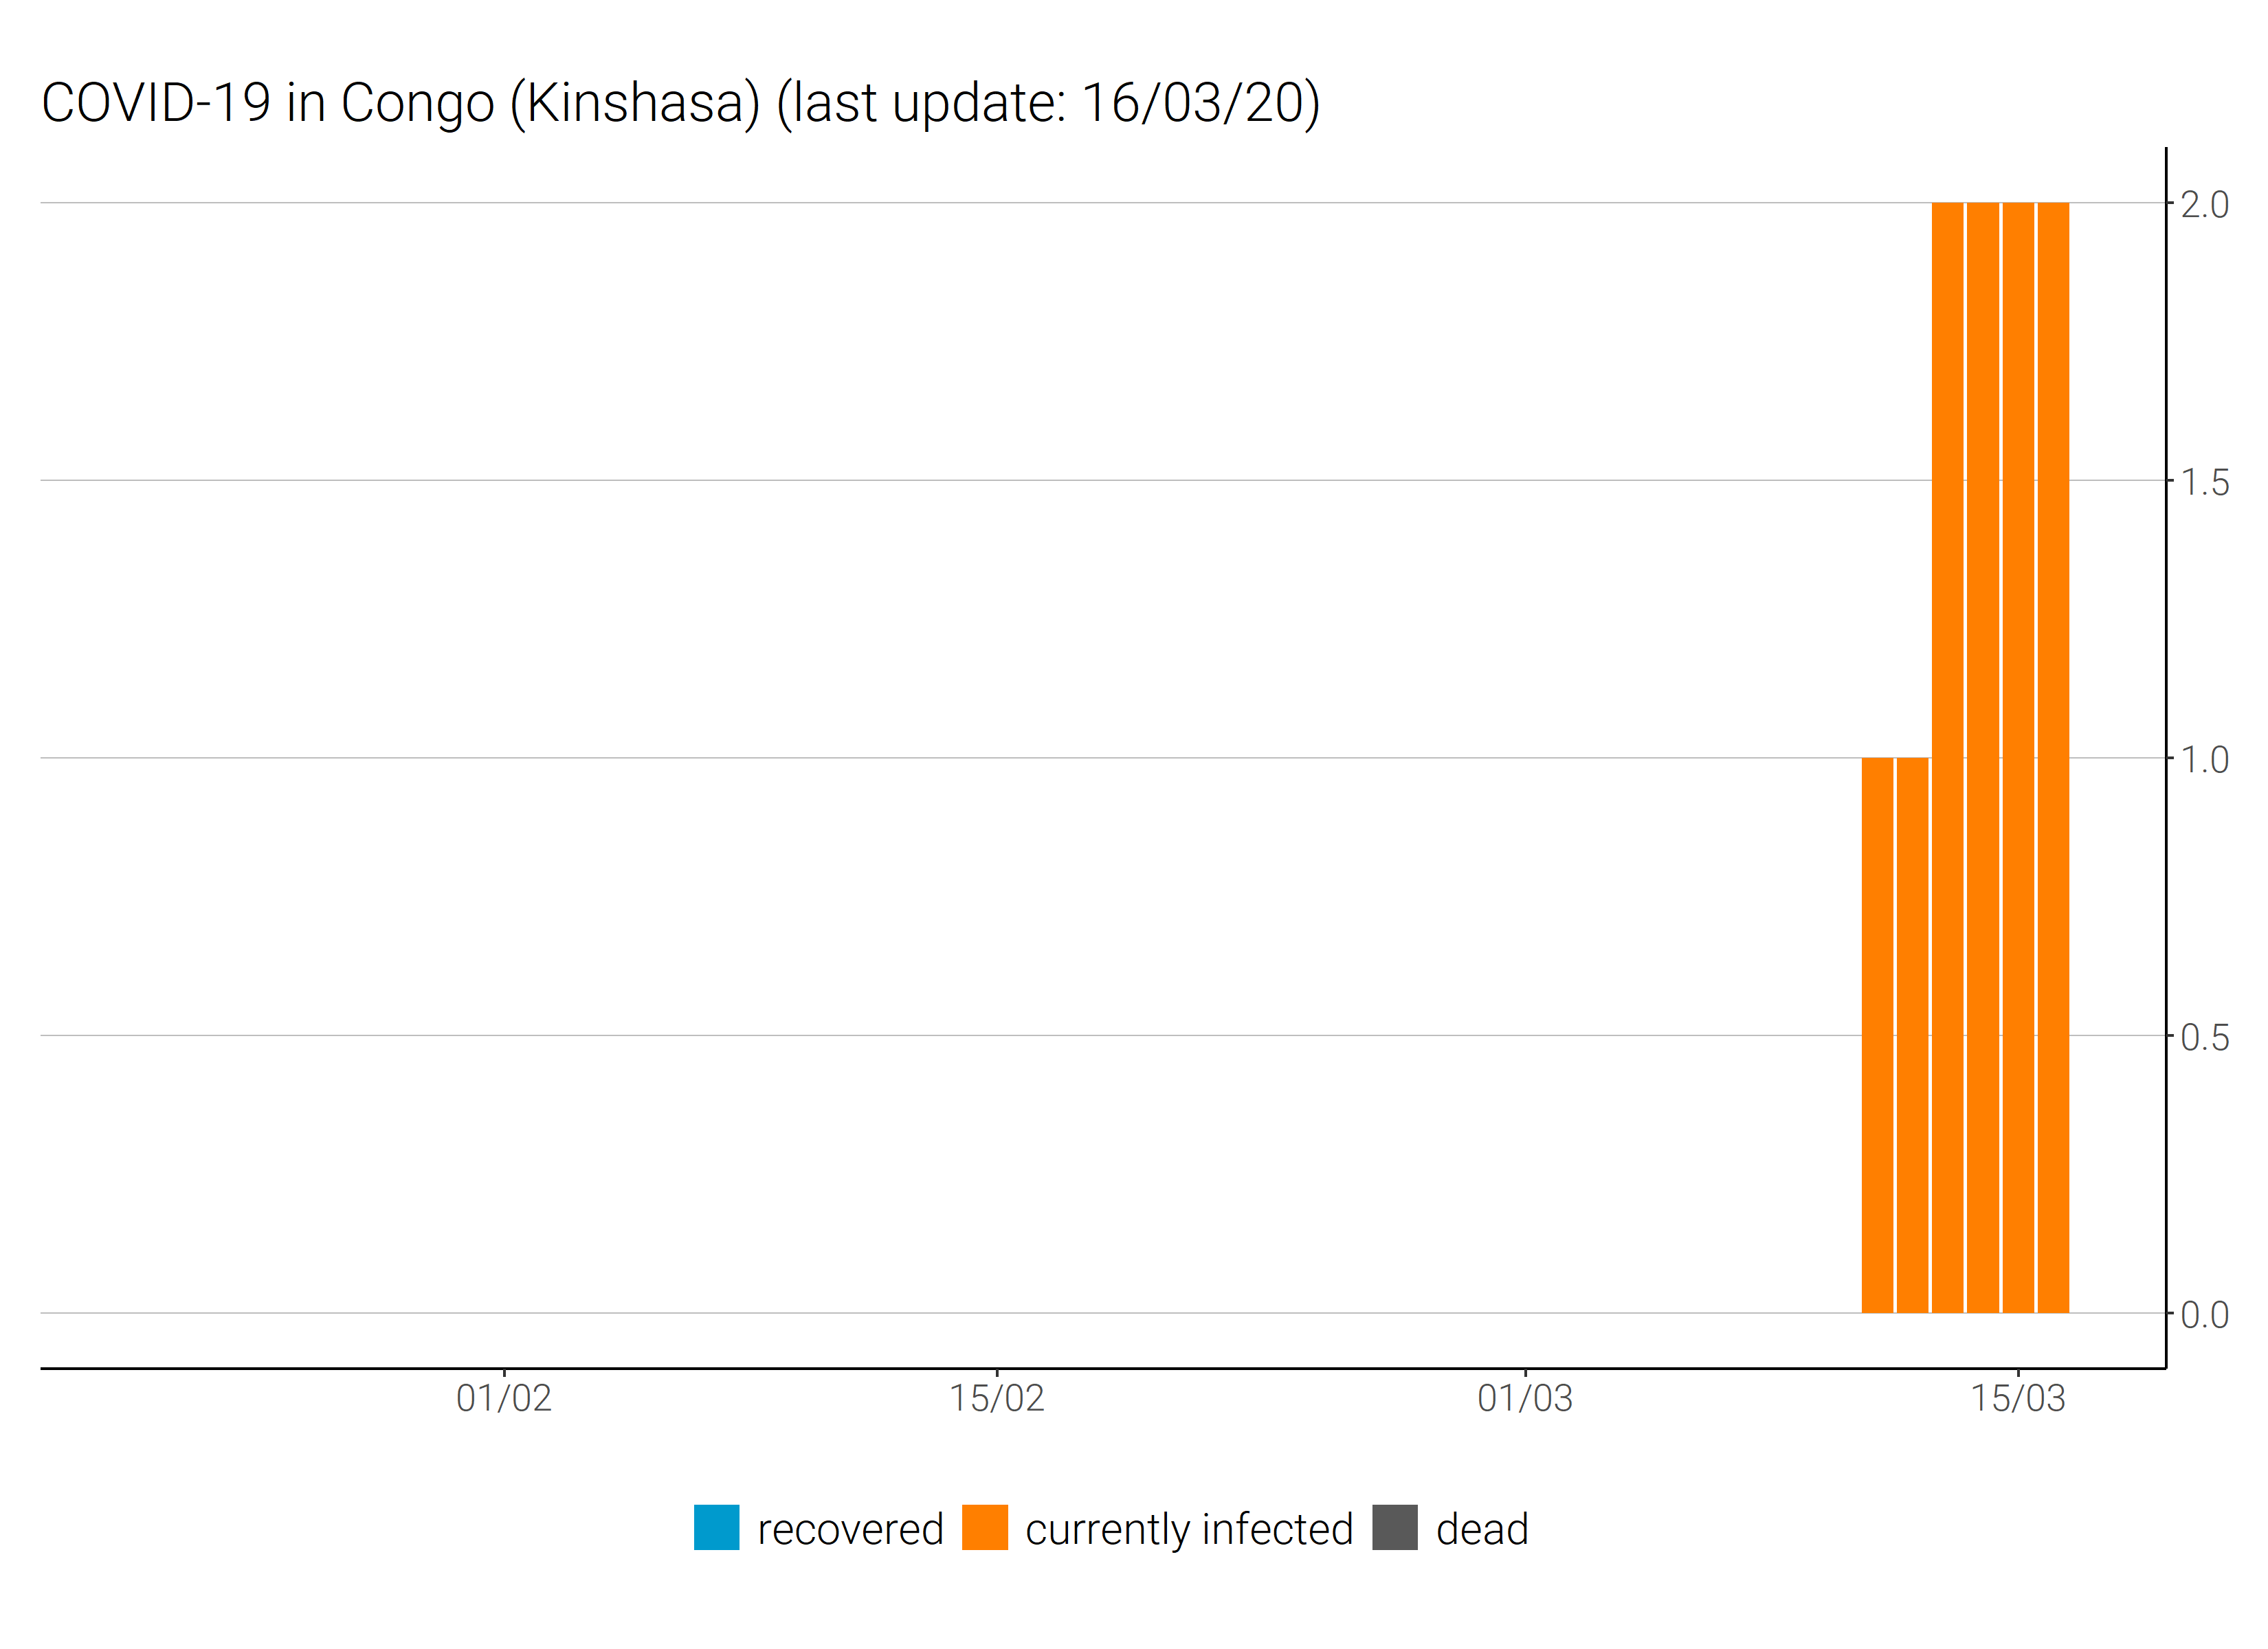 COVID-19 in Congo (Kinshasa) (last update: 16/03/20)
2.0
1.5
1.0
0.5
0.0
01/02 15/02 01/03 15/03
recovered currently infected dead